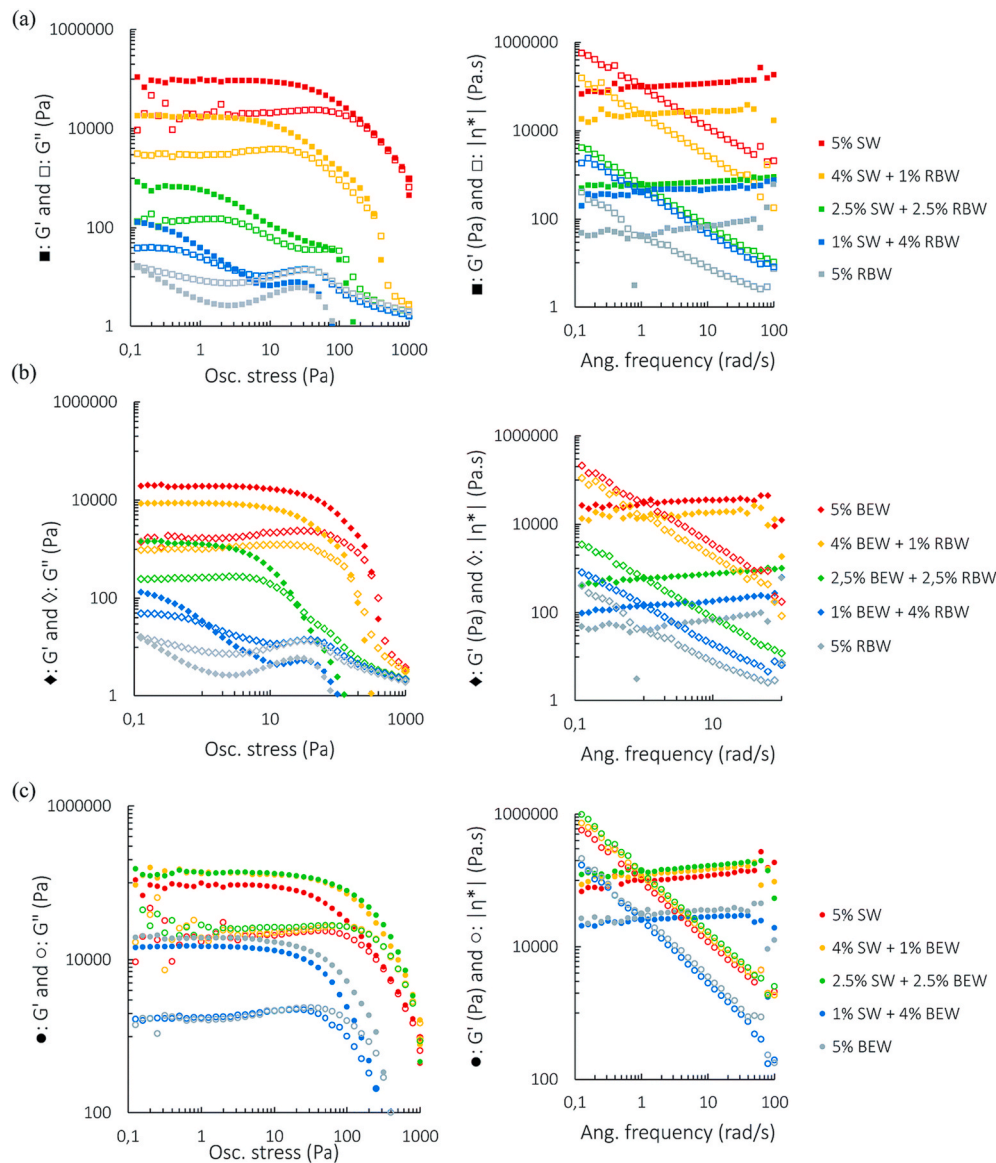 (a)
■: G' and □: G" (Pa)
1000000
10000
100
1
0,1
1
10
100
1000
Osc. stress (Pa)
■: G' (Pa) and □: |η*| (Pa.s)
1000000
10000
100
1
0,1
1
10
100
Ang. frequency (rad/s)
5% SW
4% SW + 1% RBW
2.5% SW + 2.5% RBW
1% SW + 4% RBW
5% RBW
(b)
◆: G' and ◊: G" (Pa)
1000000
10000
100
1
0,1
1
10
100
1000
Osc. stress (Pa)
◆: G' (Pa) and ◊: |η*| (Pa.s)
1000000
10000
100
1
0,1
10
Ang. frequency (rad/s)
5% BEW
4% BEW + 1% RBW
2,5% BEW + 2,5% RBW
1% BEW + 4% RBW
5% RBW
(c)
●: G' and ○: G" (Pa)
1000000
10000
100
0,1
1
10
100
1000
Osc. stress (Pa)
●: G' (Pa) and ○: |η*| (Pa.s)
1000000
10000
100
0,1
1
10
100
Ang. frequency (rad/s)
5% SW
4% SW + 1% BEW
2.5% SW + 2.5% BEW
1% SW + 4% BEW
5% BEW